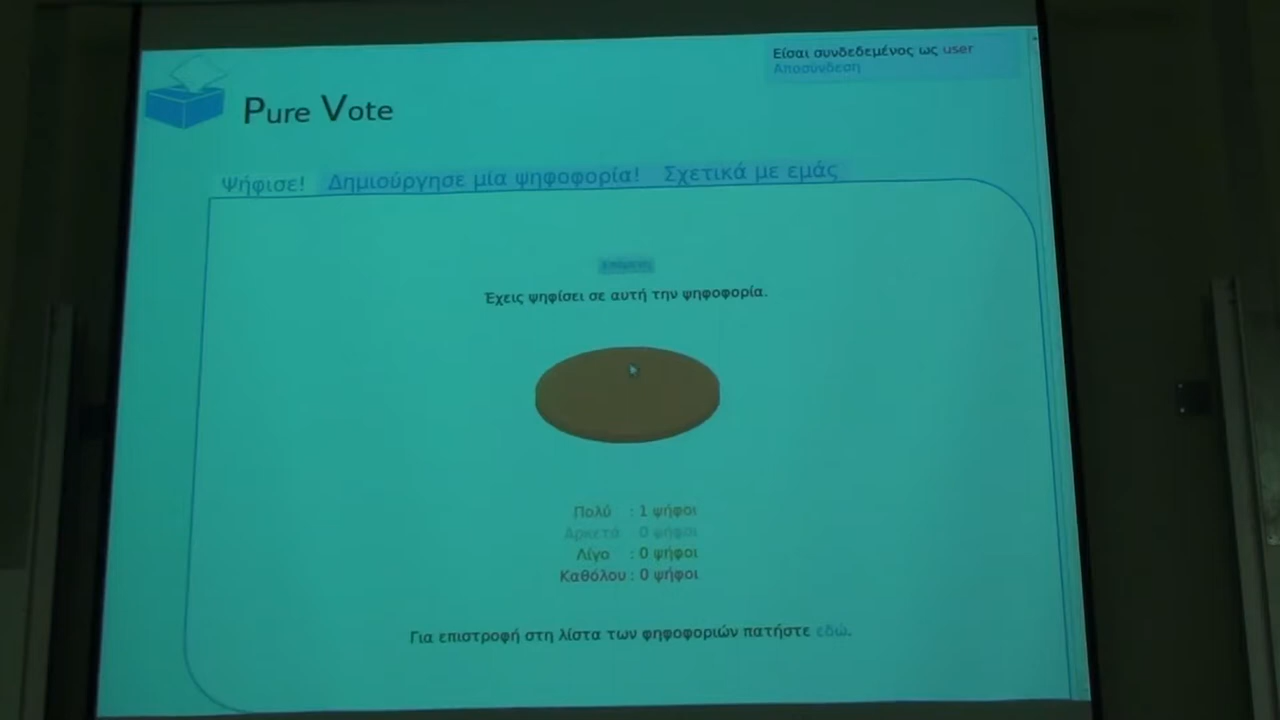 Είσαι συνδεδεμένος ως user
Αποσύνδεση
Pure Vote
Ψήφισε! Δημιούργησε μία ψηφοφορία! Σχετικά με εμάς
Έχεις ψηφίσει σε αυτή την ψηφοφορία.
Πολύ : 1 ψήφοι
Αρκετά : 0 ψήφοι
Λίγο : 0 ψήφοι
Καθόλου : 0 ψήφοι
Για επιστροφή στη λίστα των φηφοφοριών πατήστε εδώ.